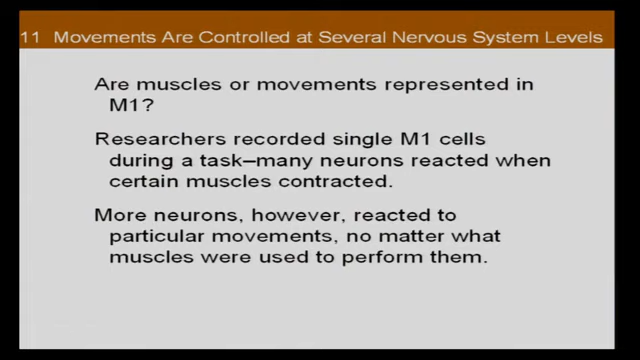 11 Movements Are Controlled at Several Nervous System Levels
Are muscles or movements represented in
M1?
Researchers recorded single M1 cells
during a task—many neurons reacted when
certain muscles contracted.
More neurons, however, reacted to
particular movements, no matter what
muscles were used to perform them.